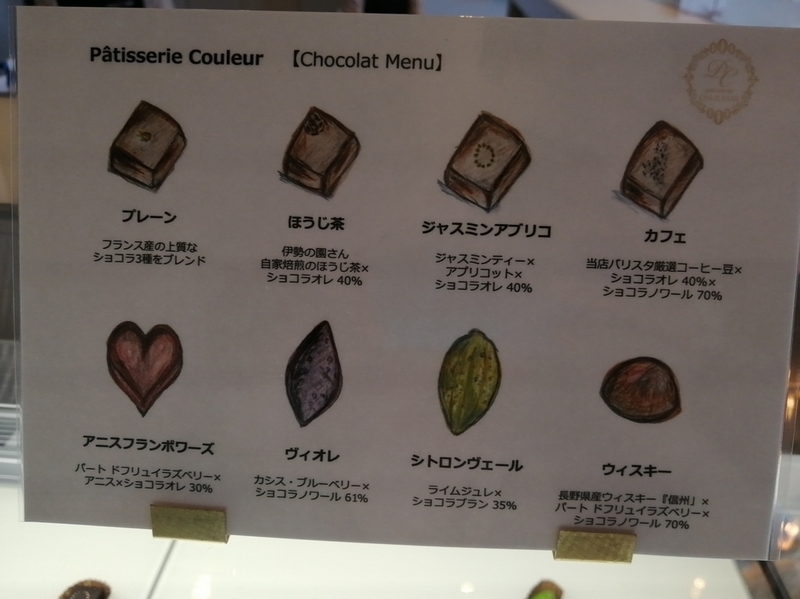 Pâtisserie Couleur 【Chocolat Menu】
プレーン
フランス産の上質な
ショコラ3種をブレンド
ほうじ茶
伊勢の園さん
自家焙煎のほうじ茶×
ショコラオレ 40%
ジャスミンアプリコ
ジャスミンティー×
アプリコット×
ショコラオレ 40%
カフェ
当店バリスタ厳選コーヒー豆×
ショコラオレ 40%×
ショコラノワール 70%
アニスフランボワーズ
パート ドフリュイラズベリー×
アニス×ショコラオレ 30%
ヴィオレ
カシス・ブルーベリー×
ショコラノワール 61%
シトロンヴェール
ライムジュレ×
ショコラブラン 35%
ウィスキー
長野県産ウィスキー『信州』×
パート ドフリュイラズベリー×
ショコラノワール 70%